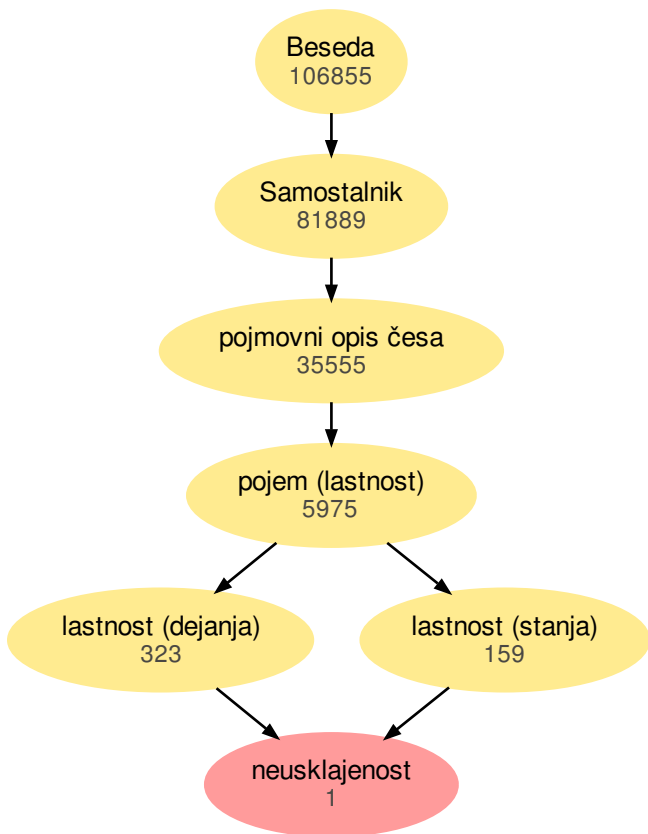 Beseda
106855
Samostalnik
81889
pojmovni opis česa
35555
pojem (lastnost)
5975
lastnost (dejanja)
323
lastnost (stanja)
159
neusklajenost
1